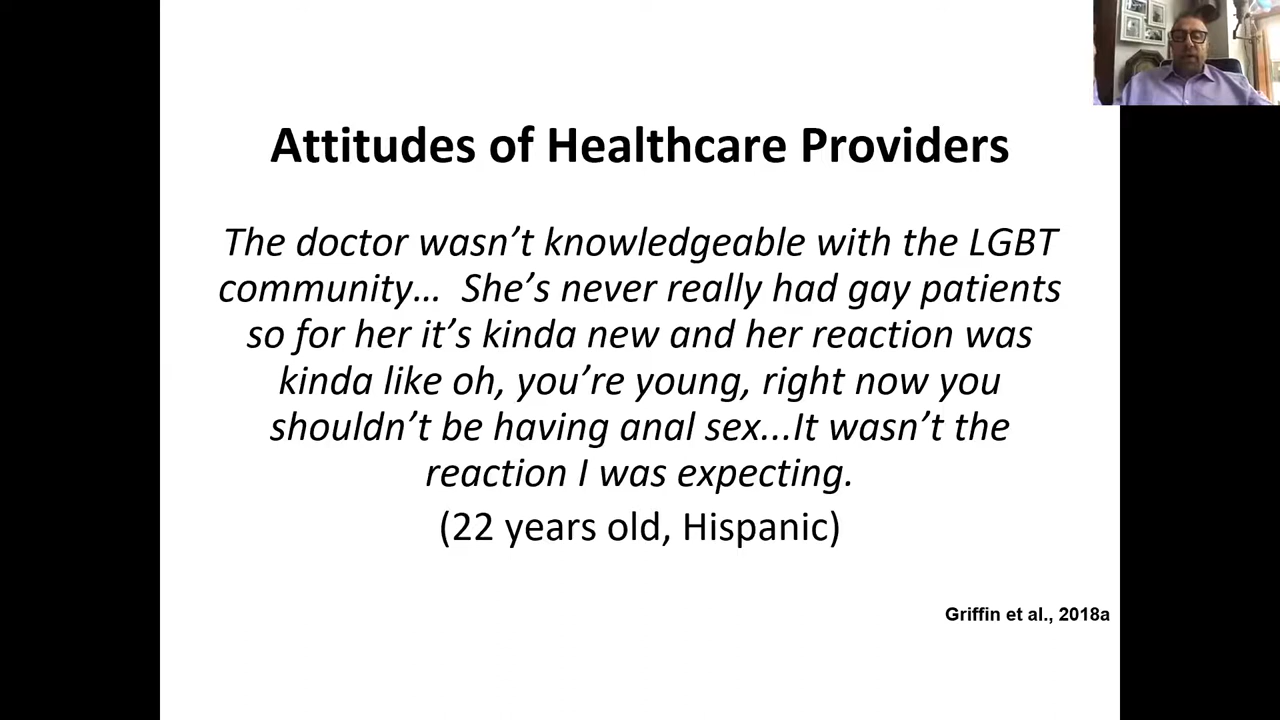 Attitudes of Healthcare Providers
The doctor wasn’t knowledgeable with the LGBT
community…  She’s never really had gay patients
so for her it’s kinda new and her reaction was
kinda like oh, you’re young, right now you
shouldn’t be having anal sex...It wasn’t the
reaction I was expecting.
(22 years old, Hispanic)
Griffin et al., 2018a